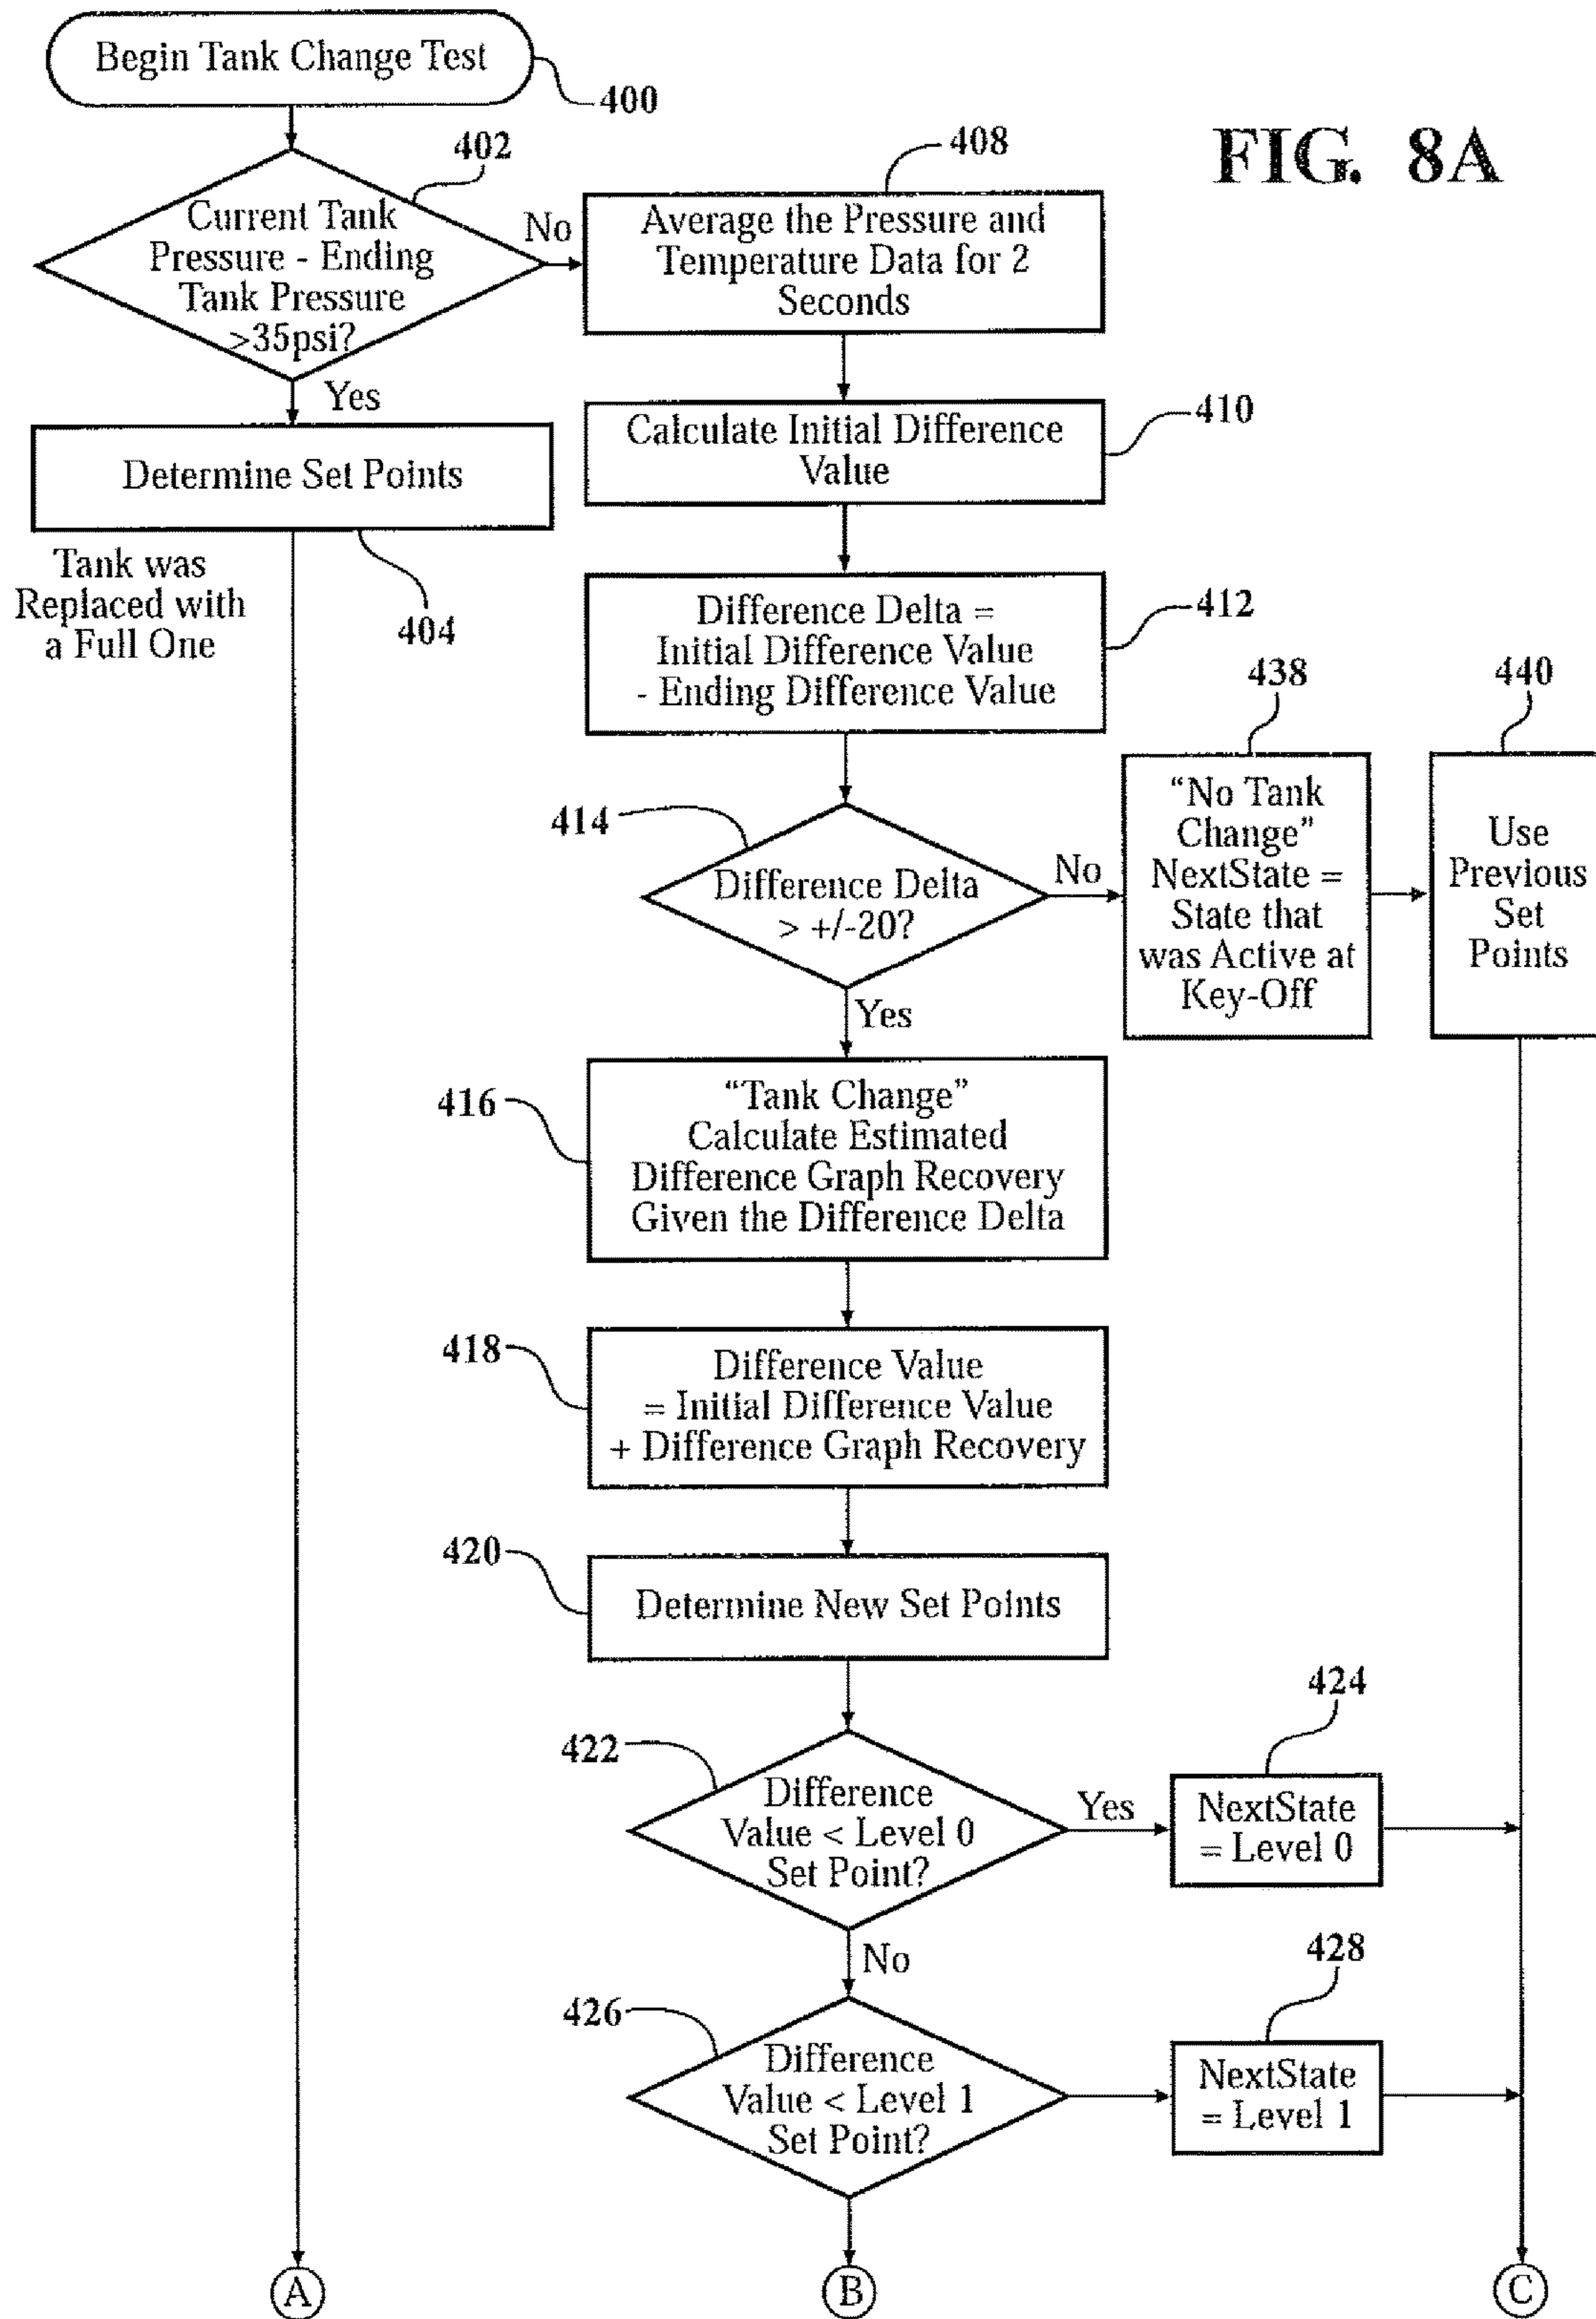 FIG. 8A
Begin Tank Change Test
400
402
Current Tank
Pressure - Ending
Tank Pressure
>35psi?
No
Yes
408
Average the Pressure and
Temperature Data for 2
Seconds
Determine Set Points
404
Tank was
Replaced with
a Full One
410
Calculate Initial Difference
Value
412
Difference Delta =
Initial Difference Value
- Ending Difference Value
414
Difference Delta
> +/-20?
No
Yes
438
"No Tank
Change"
NextState =
State that
was Active at
Key-Off
440
Use
Previous
Set
Points
416
“Tank Change”
Calculate Estimated
Difference Graph Recovery
Given the Difference Delta
418
Difference Value
= Initial Difference Value
+ Difference Graph Recovery
420
Determine New Set Points
422
Difference
Value < Level 0
Set Point?
Yes
No
424
NextState
= Level 0
426
Difference
Value < Level 1
Set Point?
428
NextState
= Level 1
A
B
C